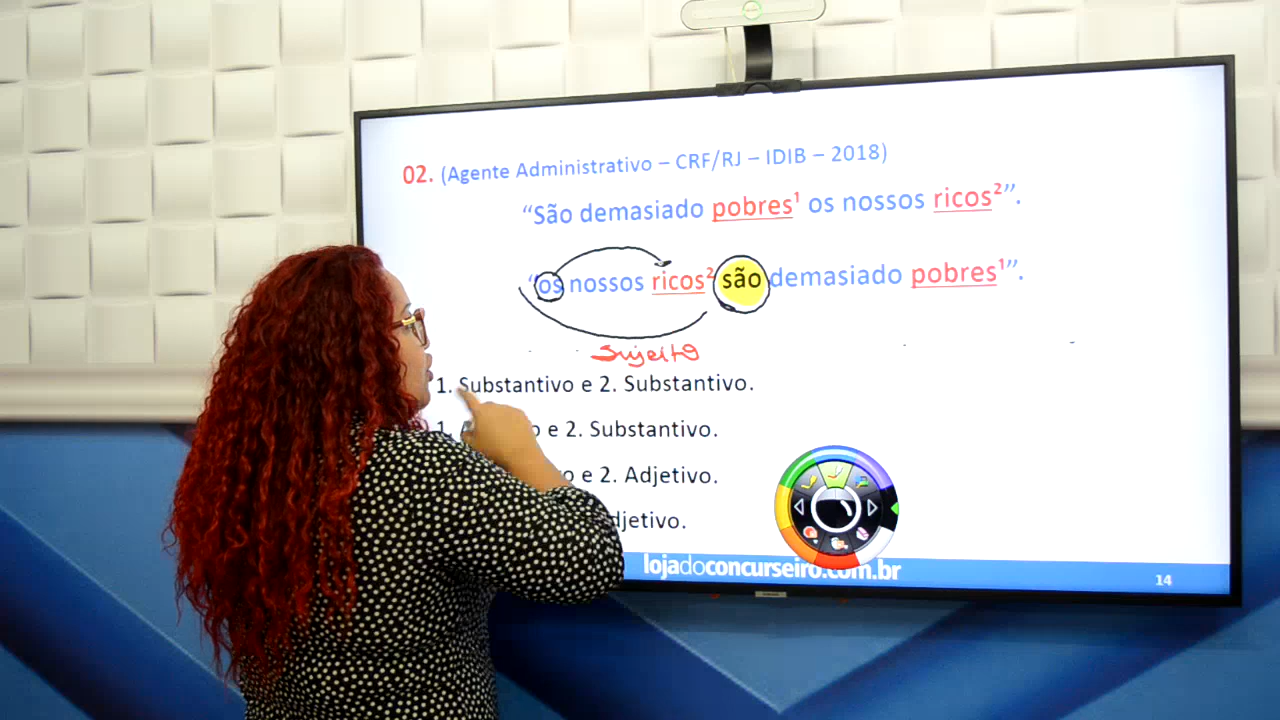 02. (Agente Administrativo – CRF/RJ – IDIB – 2018)
“São demasiado pobres¹ os nossos ricos²”.
“os nossos ricos² são demasiado pobres¹”.
Sujeito
1. Substantivo e 2. Substantivo.
1. e 2. Substantivo.
e 2. Adjetivo.
lojadoconcurseiro.com.br
14